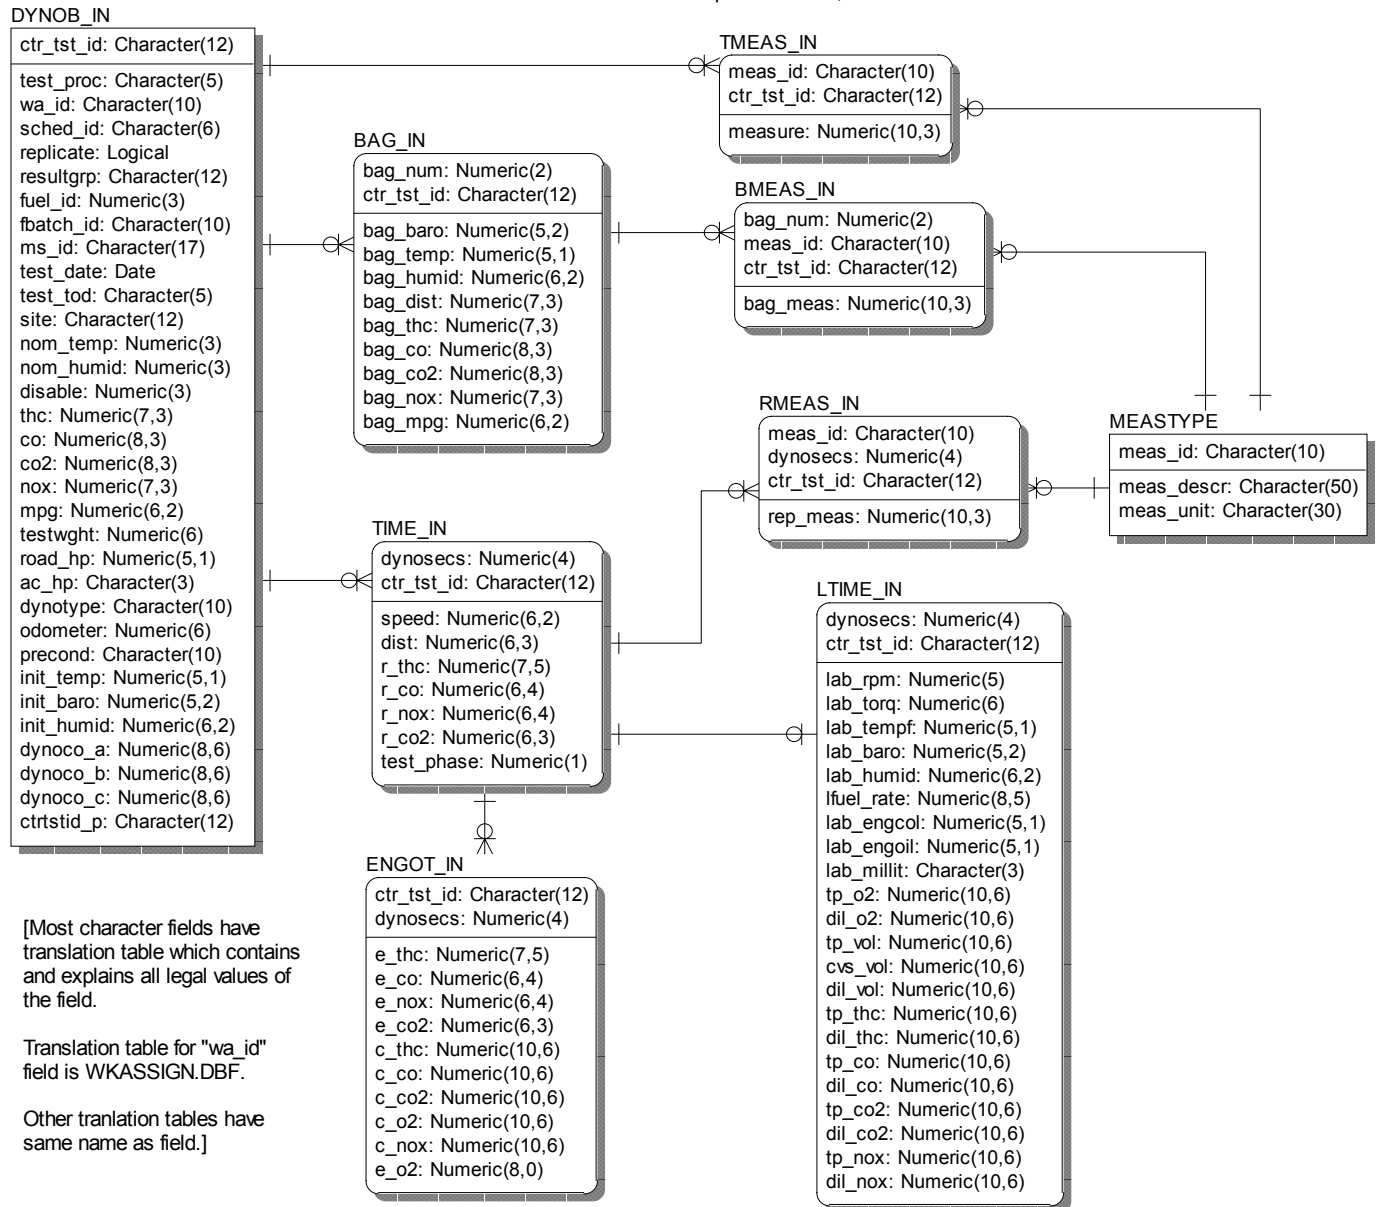 DYNOB_IN
ctr_tst_id: Character(12)
test_proc: Character(5)
wa_id: Character(10)
sched_id: Character(6)
replicate: Logical
resultgrp: Character(12)
fuel_id: Numeric(3)
fbatch_id: Character(10)
ms_id: Character(17)
test_date: Date
test_tod: Character(5)
site: Character(12)
nom_temp: Numeric(3)
nom_humid: Numeric(3)
disable: Numeric(3)
thc: Numeric(7,3)
co: Numeric(8,3)
co2: Numeric(8,3)
nox: Numeric(7,3)
mpg: Numeric(6,2)
testwght: Numeric(6)
road_hp: Numeric(5,1)
ac_hp: Character(3)
dynotype: Character(10)
odometer: Numeric(6)
precond: Character(10)
init_temp: Numeric(5,1)
init_baro: Numeric(5,2)
init_humid: Numeric(6,2)
dynoco_a: Numeric(8,6)
dynoco_b: Numeric(8,6)
dynoco_c: Numeric(8,6)
ctrtstid_p: Character(12)
[Most character fields have
translation table which contains
and explains all legal values of
the field.
Translation table for "wa_id"
field is WKASSIGN.DBF.
Other tranlation tables have
same name as field.]
BAG_IN
bag_num: Numeric(2)
ctr_tst_id: Character(12)
bag_baro: Numeric(5,2)
bag_temp: Numeric(5,1)
bag_humid: Numeric(6,2)
bag_dist: Numeric(7,3)
bag_thc: Numeric(7,3)
bag_co: Numeric(8,3)
bag_co2: Numeric(8,3)
bag_nox: Numeric(7,3)
bag_mpg: Numeric(6,2)
TIME_IN
dynosecs: Numeric(4)
ctr_tst_id: Character(12)
speed: Numeric(6,2)
dist: Numeric(6,3)
r_thc: Numeric(7,5)
r_co: Numeric(6,4)
r_nox: Numeric(6,4)
r_co2: Numeric(6,3)
test_phase: Numeric(1)
ENGOT_IN
ctr_tst_id: Character(12)
dynosecs: Numeric(4)
e_thc: Numeric(7,5)
e_co: Numeric(6,4)
e_nox: Numeric(6,4)
e_co2: Numeric(6,3)
c_thc: Numeric(10,6)
c_co: Numeric(10,6)
c_co2: Numeric(10,6)
c_o2: Numeric(10,6)
c_nox: Numeric(10,6)
e_o2: Numeric(8,0)
TMEAS_IN
meas_id: Character(10)
ctr_tst_id: Character(12)
measure: Numeric(10,3)
BMEAS_IN
bag_num: Numeric(2)
meas_id: Character(10)
ctr_tst_id: Character(12)
bag_meas: Numeric(10,3)
RMEAS_IN
meas_id: Character(10)
dynosecs: Numeric(4)
ctr_tst_id: Character(12)
rep_meas: Numeric(10,3)
MEASTYPE
meas_id: Character(10)
meas_descr: Character(50)
meas_unit: Character(30)
LTIME_IN
dynosecs: Numeric(4)
ctr_tst_id: Character(12)
lab_rpm: Numeric(5)
lab_torq: Numeric(6)
lab_tempf: Numeric(5,1)
lab_baro: Numeric(5,2)
lab_humid: Numeric(6,2)
lfuel_rate: Numeric(8,5)
lab_engcol: Numeric(5,1)
lab_engoil: Numeric(5,1)
lab_millit: Character(3)
tp_o2: Numeric(10,6)
dil_o2: Numeric(10,6)
tp_vol: Numeric(10,6)
cvs_vol: Numeric(10,6)
dil_vol: Numeric(10,6)
tp_thc: Numeric(10,6)
dil_thc: Numeric(10,6)
tp_co: Numeric(10,6)
dil_co: Numeric(10,6)
tp_co2: Numeric(10,6)
dil_co2: Numeric(10,6)
tp_nox: Numeric(10,6)
dil_nox: Numeric(10,6)